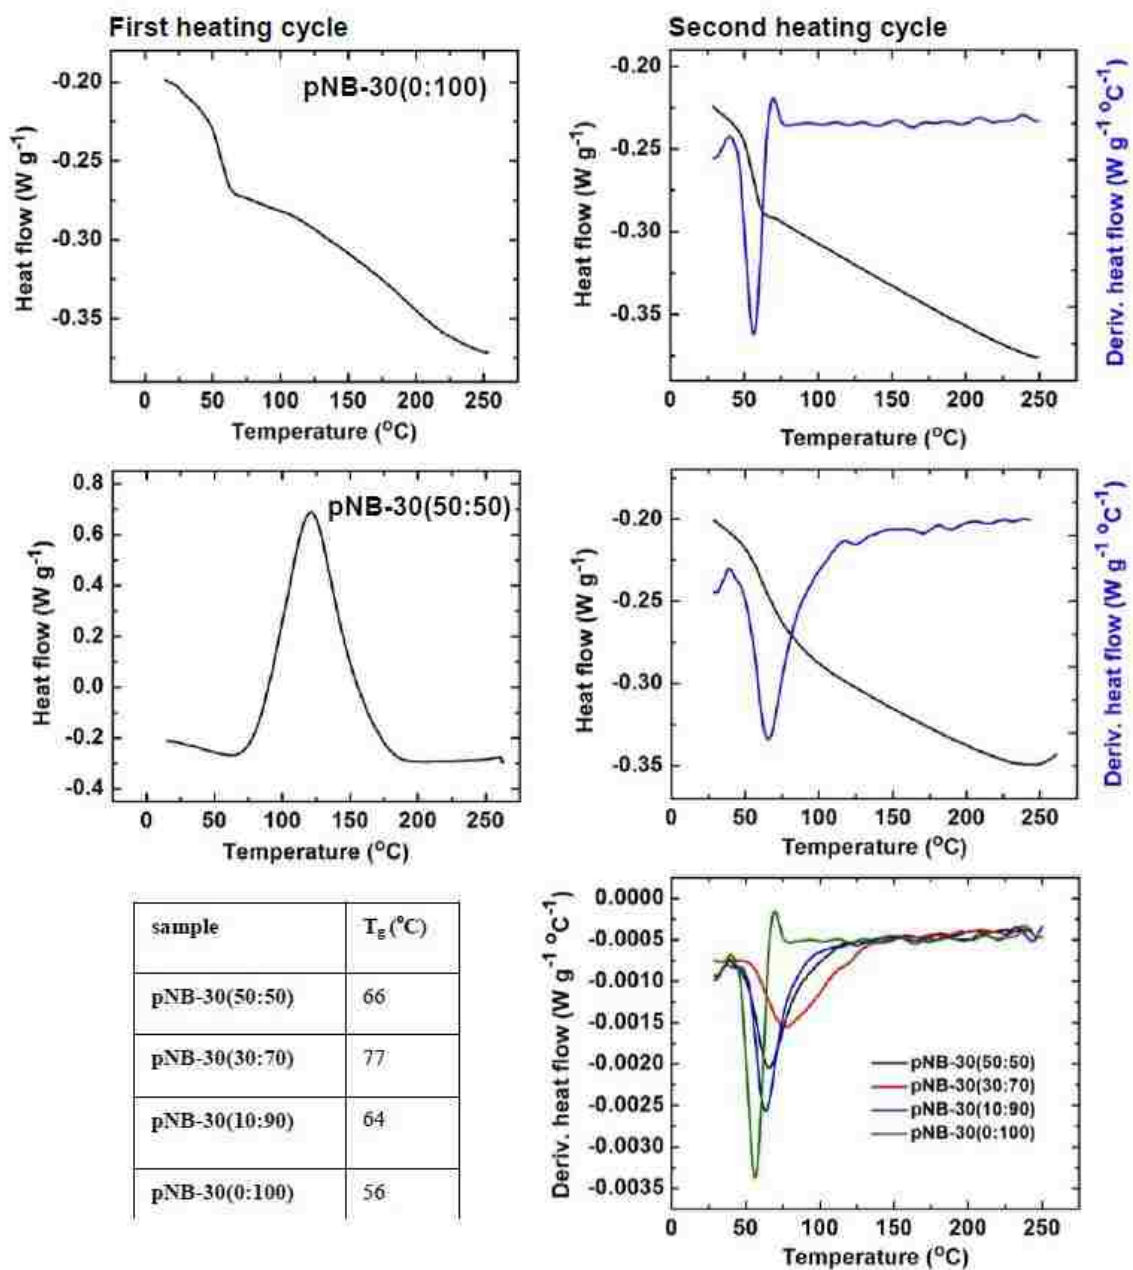 First heating cycle
pNB-30(0:100)
Heat flow (W g-1)
-0.20
-0.25
-0.30
-0.35
0 50 100 150 200 250
Temperature (oC)
Second heating cycle
Heat flow (W g-1)
-0.20
-0.25
-0.30
-0.35
0 50 100 150 200 250
Temperature (oC)
Deriv. heat flow (W g-1 oC-1)
pNB-30(50:50)
Heat flow (W g-1)
0.8
0.6
0.4
0.2
0.0
-0.2
-0.4
0 50 100 150 200 250
Temperature (oC)
Heat flow (W g-1)
-0.20
-0.25
-0.30
-0.35
0 50 100 150 200 250
Temperature (oC)
Deriv. heat flow (W g-1 oC-1)
sample Tg (oC)
pNB-30(50:50) 66
pNB-30(30:70) 77
pNB-30(10:90) 64
pNB-30(0:100) 56
Deriv. heat flow (W g-1 oC-1)
0.0000
-0.0005
-0.0010
-0.0015
-0.0020
-0.0025
-0.0030
-0.0035
pNB-30(50:50)
pNB-30(30:70)
pNB-30(10:90)
pNB-30(0:100)
0 50 100 150 200 250
Temperature (oC)